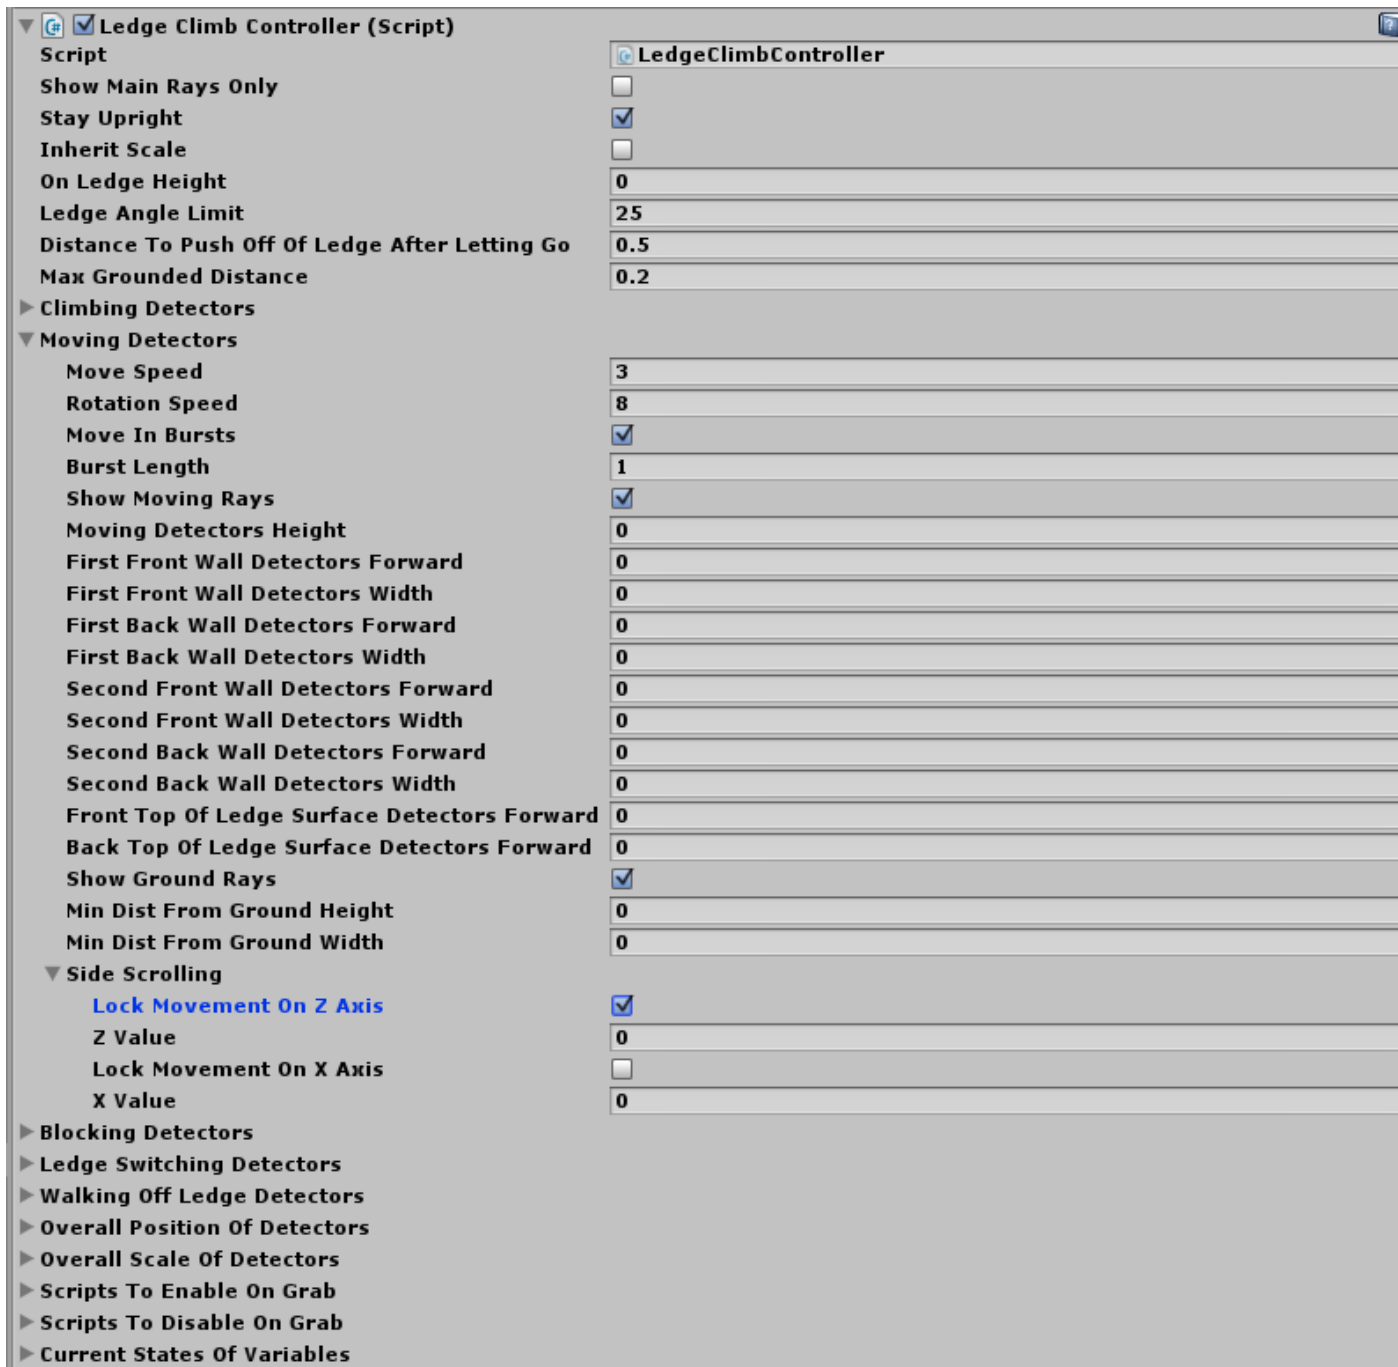 Ledge Climb Controller (Script)
Script LedgeClimbController
Show Main Rays Only
Stay Upright
Inherit Scale
On Ledge Height 0
Ledge Angle Limit 25
Distance To Push Off Of Ledge After Letting Go 0.5
Max Grounded Distance 0.2
Climbing Detectors
Moving Detectors
Move Speed 3
Rotation Speed 8
Move In Bursts
Burst Length 1
Show Moving Rays
Moving Detectors Height 0
First Front Wall Detectors Forward 0
First Front Wall Detectors Width 0
First Back Wall Detectors Forward 0
First Back Wall Detectors Width 0
Second Front Wall Detectors Forward 0
Second Front Wall Detectors Width 0
Second Back Wall Detectors Forward 0
Second Back Wall Detectors Width 0
Front Top Of Ledge Surface Detectors Forward 0
Back Top Of Ledge Surface Detectors Forward 0
Show Ground Rays
Min Dist From Ground Height 0
Min Dist From Ground Width 0
Side Scrolling
Lock Movement On Z Axis
Z Value 0
Lock Movement On X Axis
X Value 0
Blocking Detectors
Ledge Switching Detectors
Walking Off Ledge Detectors
Overall Position Of Detectors
Overall Scale Of Detectors
Scripts To Enable On Grab
Scripts To Disable On Grab
Current States Of Variables